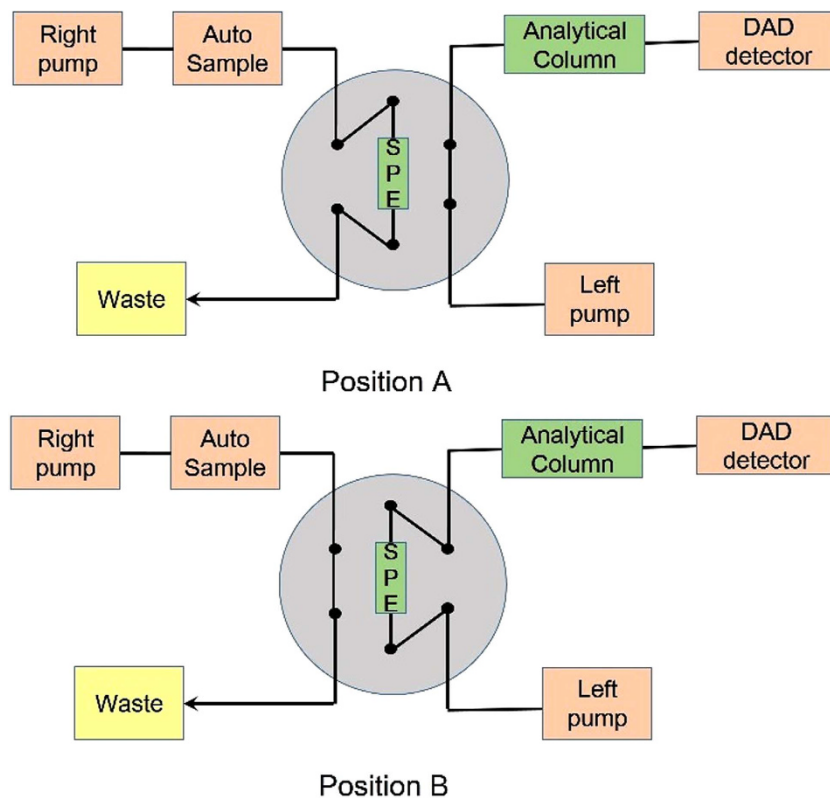 Right
pump
Auto
Sample
Analytical
Column
DAD
detector
S
P
E
Waste
Left
pump
Position A
Right
pump
Auto
Sample
Analytical
Column
DAD
detector
S
P
E
Waste
Left
pump
Position B